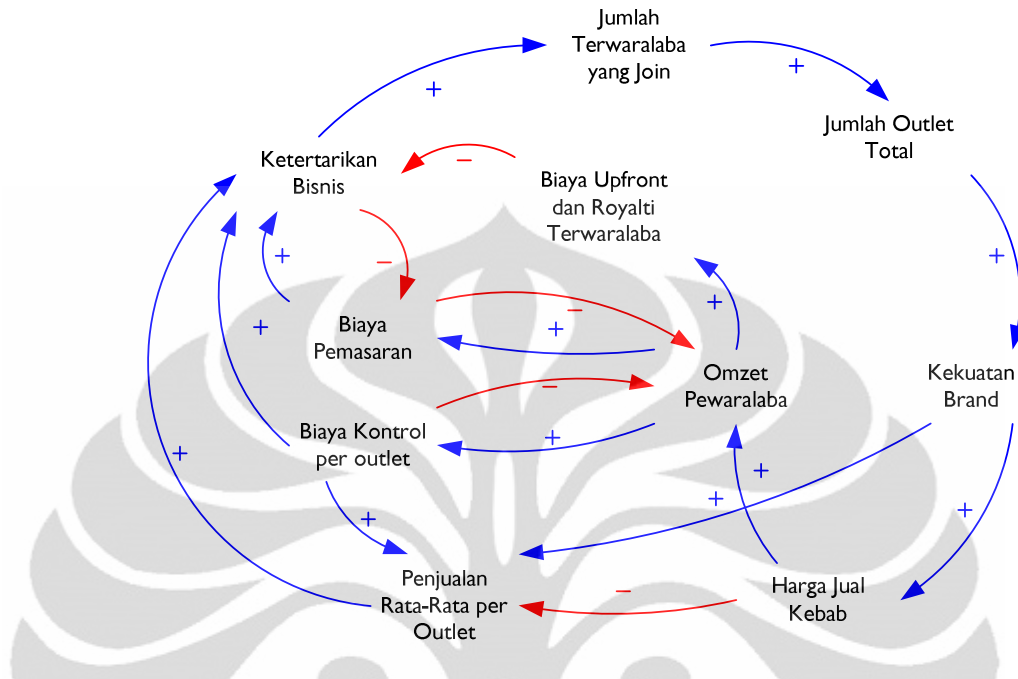 Jumlah
Terwaralaba
yang Join
+
+
Jumlah Outlet
Total
Ketertarikan
Bisnis
−
Biaya Upfront
dan Royalti
Terwaralaba
+
−
+
+
+
−
+
Biaya
Pemasaran
Omzet
Pewaralaba
Kekuatan
Brand
−
Biaya Kontrol
per outlet
+
+
+
+
+
+
Penjualan
Rata-Rata per
Outlet
−
Harga Jual
Kebab